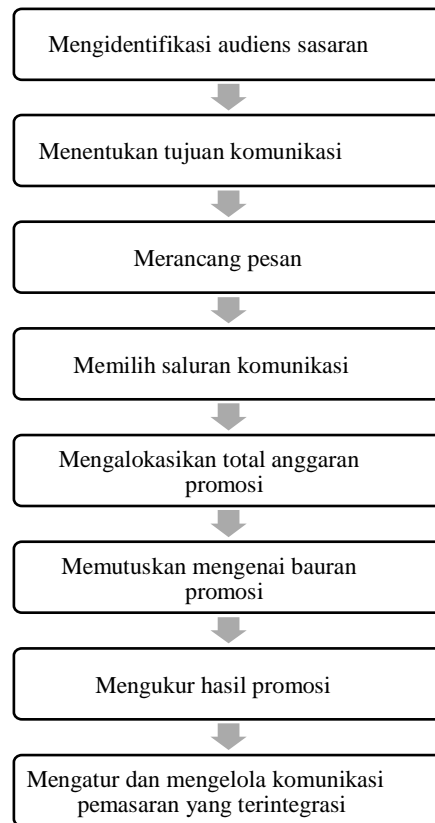 Mengidentifikasi audiens sasaran
Menentukan tujuan komunikasi
Merancang pesan
Memilih saluran komunikasi
Mengalokasikan total anggaran
promosi
Memutuskan mengenai bauran
promosi
Mengukur hasil promosi
Mengatur dan mengelola komunikasi
pemasaran yang terintegrasi